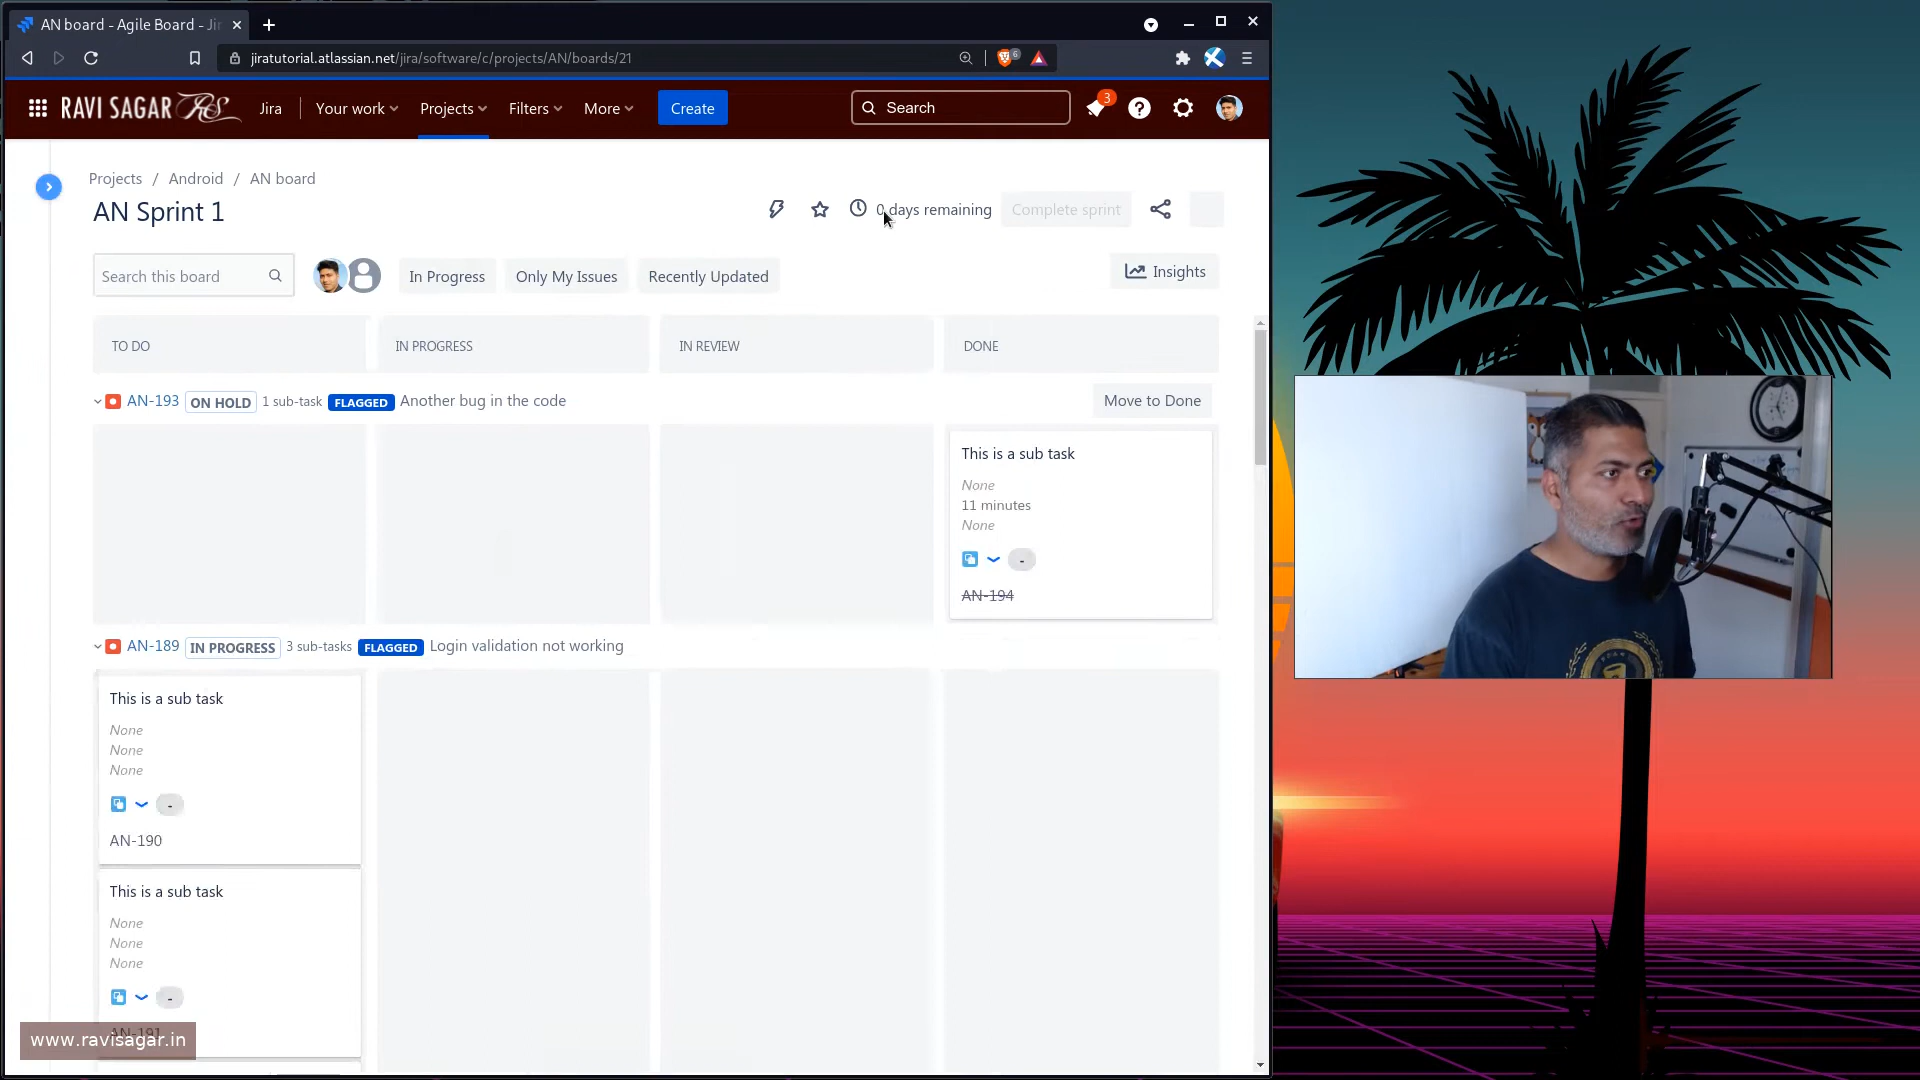 AN board - Agile Board - Ji
jiratutorial.atlassian.net/jira/software/c/projects/AN/boards/21
6
RAVI SAGAR RS
Jira
Your work
Projects
Filters
More
Create
Search
3
Projects / Android / AN board
AN Sprint 1
0 days remaining
Complete sprint
Search this board
In Progress
Only My Issues
Recently Updated
Insights
TO DO
IN PROGRESS
IN REVIEW
DONE
AN-193 ON HOLD 1 sub-task FLAGGED Another bug in the code
Move to Done
This is a sub task
None
11 minutes
None
-
AN-194
AN-189 IN PROGRESS 3 sub-tasks FLAGGED Login validation not working
This is a sub task
None
None
None
-
AN-190
This is a sub task
None
None
None
-
AN-191
www.ravisagar.in